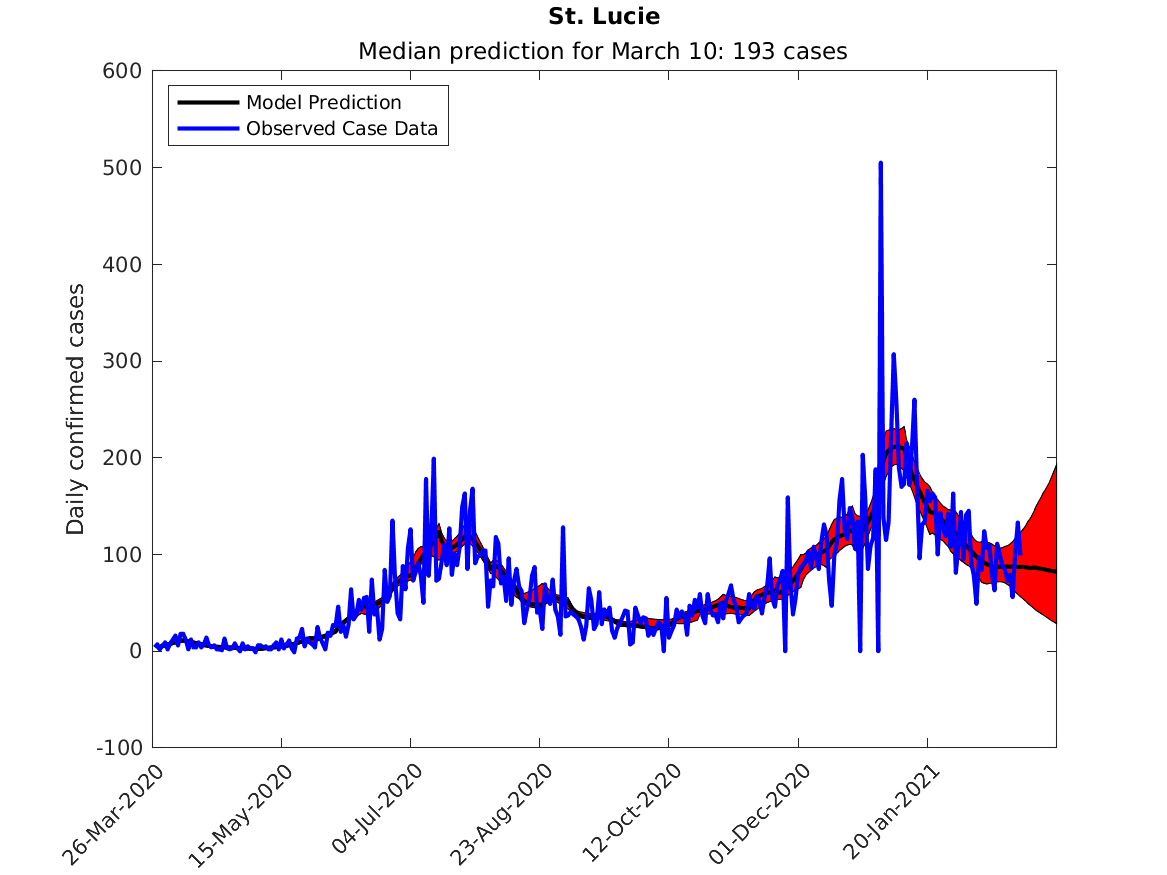 St. Lucie
Median prediction for March 10: 193 cases
Model Prediction
Observed Case Data
Daily confirmed cases
600
500
400
300
200
100
0
-100
26-Mar-2020
15-May-2020
04-Jul-2020
23-Aug-2020
12-Oct-2020
01-Dec-2020
20-Jan-2021